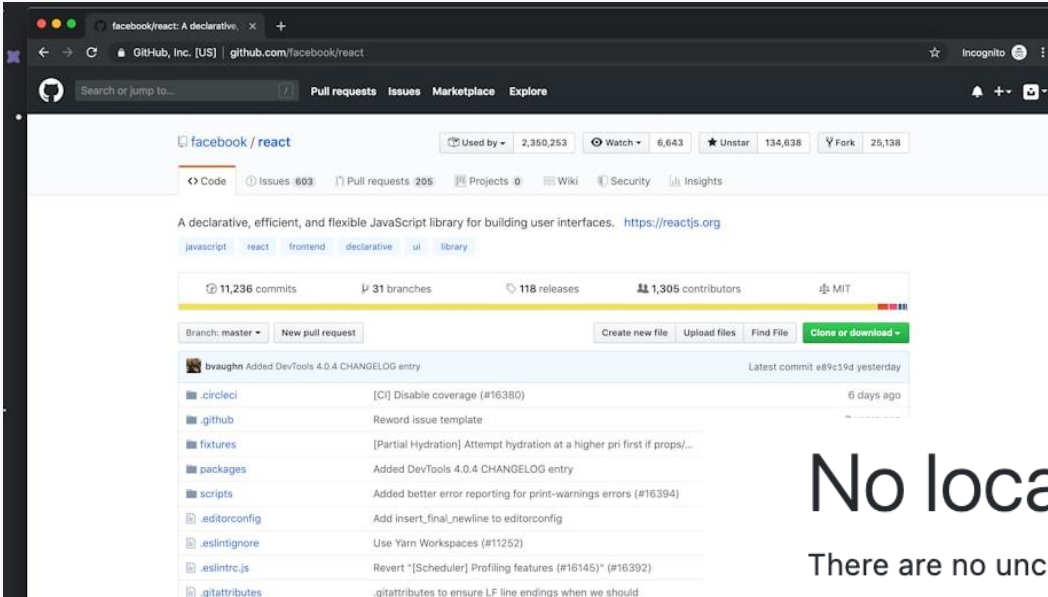 facebook/react: A declarative,
GitHub, Inc. [US] | github.com/facebook/react
Incognito
Search or jump to... / Pull requests Issues Marketplace Explore
facebook / react Used by 2,350,253 Watch 6,643 Unstar 134,638 Fork 25,138
<> Code Issues 603 Pull requests 205 Projects 0 Wiki Security Insights
A declarative, efficient, and flexible JavaScript library for building user interfaces. https://reactjs.org
javascript react frontend declarative ui library
11,236 commits 31 branches 118 releases 1,305 contributors MIT
Branch: master New pull request Create new file Upload files Find File Clone or download
bvaughn Added DevTools 4.0.4 CHANGELOG entry Latest commit e89c19d yesterday
.circleci [CI] Disable coverage (#16380) 6 days ago
.github Reword issue template
fixtures [Partial Hydration] Attempt hydration at a higher pri first if props/...
packages Added DevTools 4.0.4 CHANGELOG entry
scripts Added better error reporting for print-warnings errors (#16394)
.editorconfig Add insert_final_newline to editorconfig
.eslintignore Use Yarn Workspaces (#11252)
.eslintrc.js Revert "[Scheduler] Profiling features (#16145)" (#16392)
.gitattributes .gitattributes to ensure LF line endings when we should
No loca
There are no unc